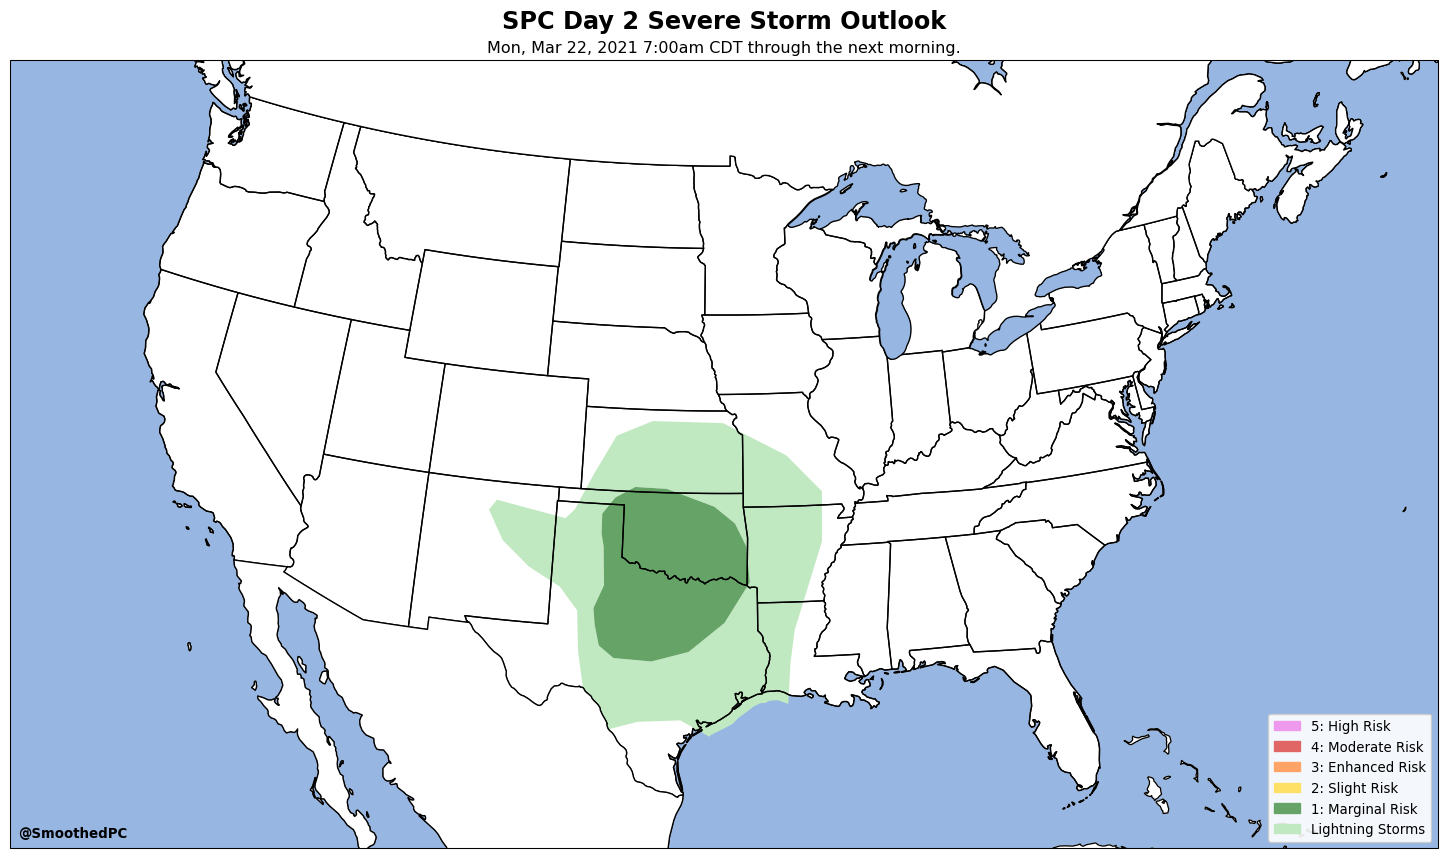 SPC Day 2 Severe Storm Outlook
Mon, Mar 22, 2021 7:00am CDT through the next morning.
5: High Risk
4: Moderate Risk
3: Enhanced Risk
2: Slight Risk
1: Marginal Risk
Lightning Storms
@SmoothedPC